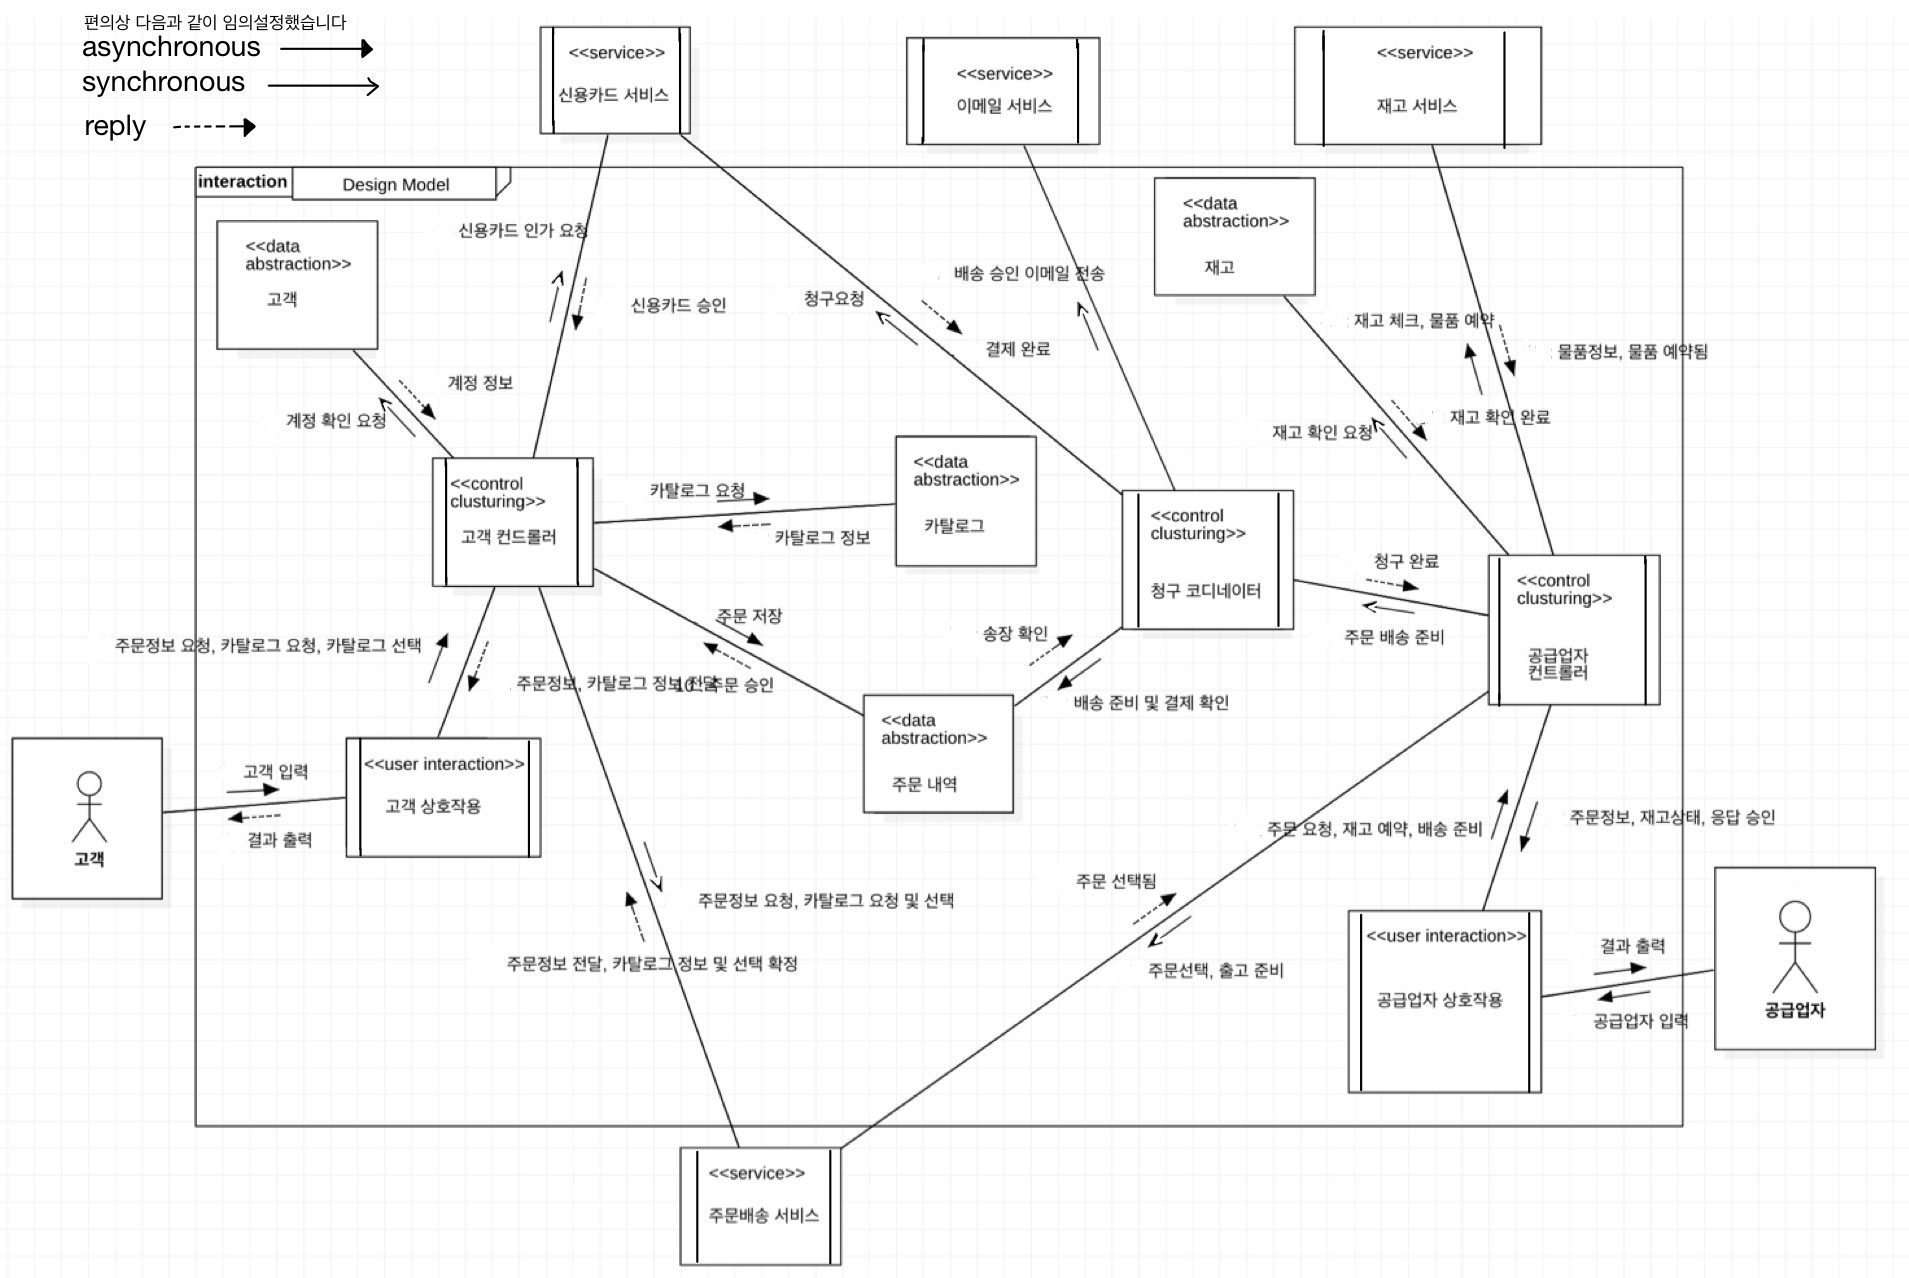 편의상 다음과 같이 임의설정했습니다
asynchronous
synchronous
reply
<<service>>
신용카드 서비스
<<service>>
이메일 서비스
<<service>>
재고 서비스
interaction
Design Model
<<data
abstraction>>
고객
신용카드 인가 요청
신용카드 승인
청구요청
결제 완료
배송 승인 이메일 전송
<<data
abstraction>>
재고
재고 체크, 물품 예약
물품정보, 물품 예약됨
계정 정보
계정 확인 요청
재고 확인 요청
재고 확인 완료
<<control
clusturing>>
고객 컨드롤러
카탈로그 요청
카탈로그 정보
<<data
abstraction>>
카탈로그
<<control
clusturing>>
청구 코디네이터
청구 완료
주문 배송 준비
<<control
clusturing>>
공급업자
컨트롤러
주문정보 요청, 카탈로그 요청, 카탈로그 선택
주문정보, 카탈로그 정보 전달
주문 저장
주문 승인
송장 확인
배송 준비 및 결제 확인
<<data
abstraction>>
주문 내역
고객
고객 입력
결과 출력
<<user interaction>>
고객 상호작용
주문정보 요청, 카탈로그 요청 및 선택
주문정보 전달, 카탈로그 정보 및 선택 확정
주문 선택됨
주문선택, 출고 준비
주문 요청, 재고 예약, 배송 준비
주문정보, 재고상태, 응답 승인
<<user interaction>>
공급업자 상호작용
결과 출력
공급업자 입력
공급업자
<<service>>
주문배송 서비스